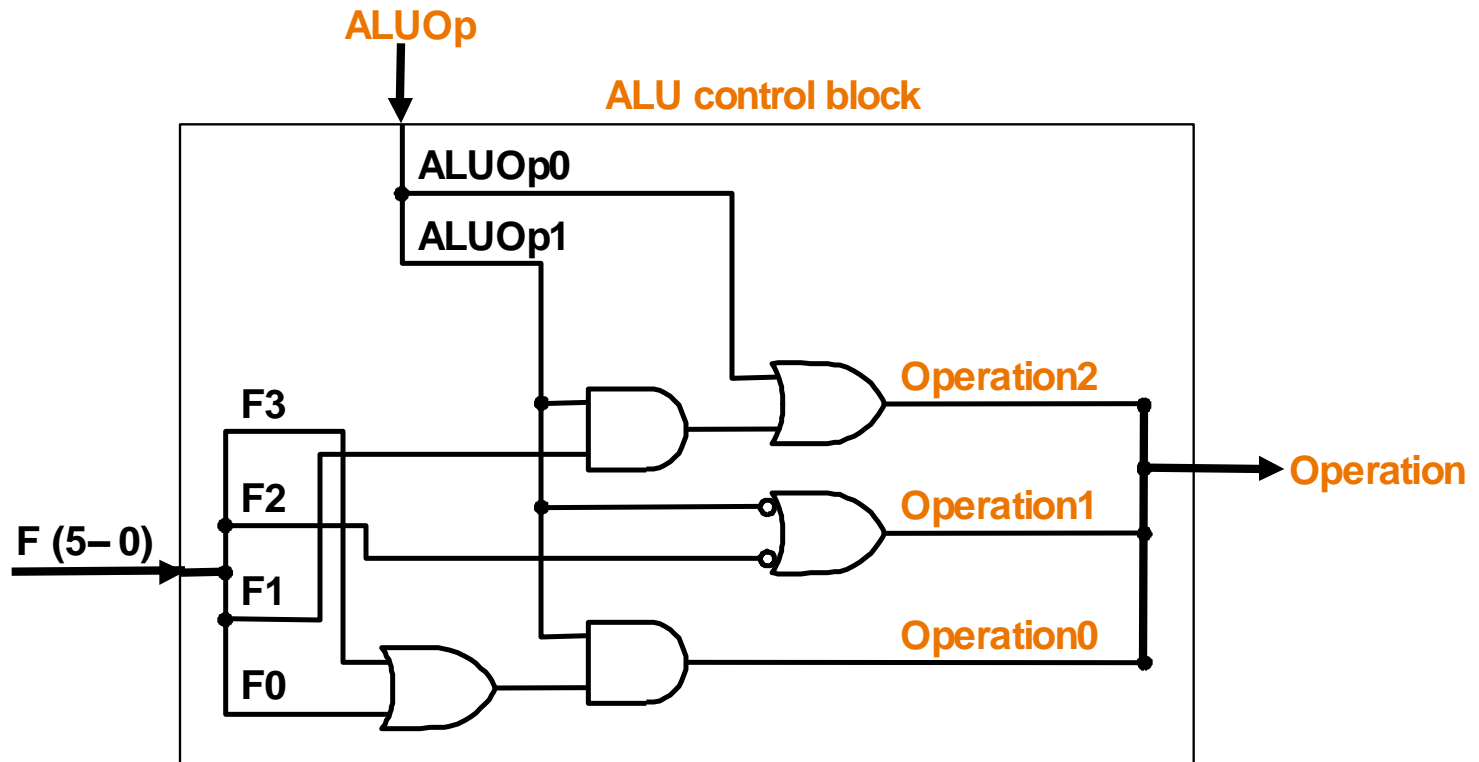 ALUOp
ALU control block
ALUOp0
ALUOp1
Operation2
F3
Operation
F2
Operation1
F (5–0)
F1
Operation0
F0